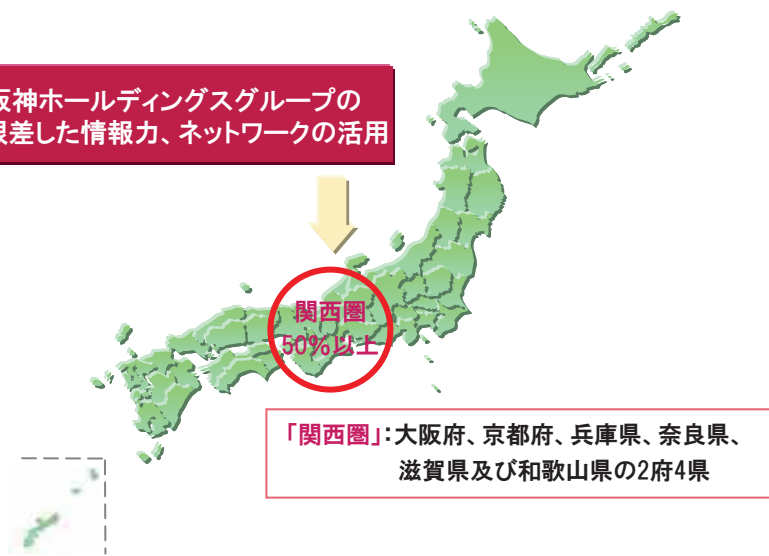 阪神ホールディングスグループの
差した情報力、ネットワークの活用
関西圏
50%以上
「関西圏」：大阪府、京都府、兵庫県、奈良県、
滋賀県及び和歌山県の2府4県